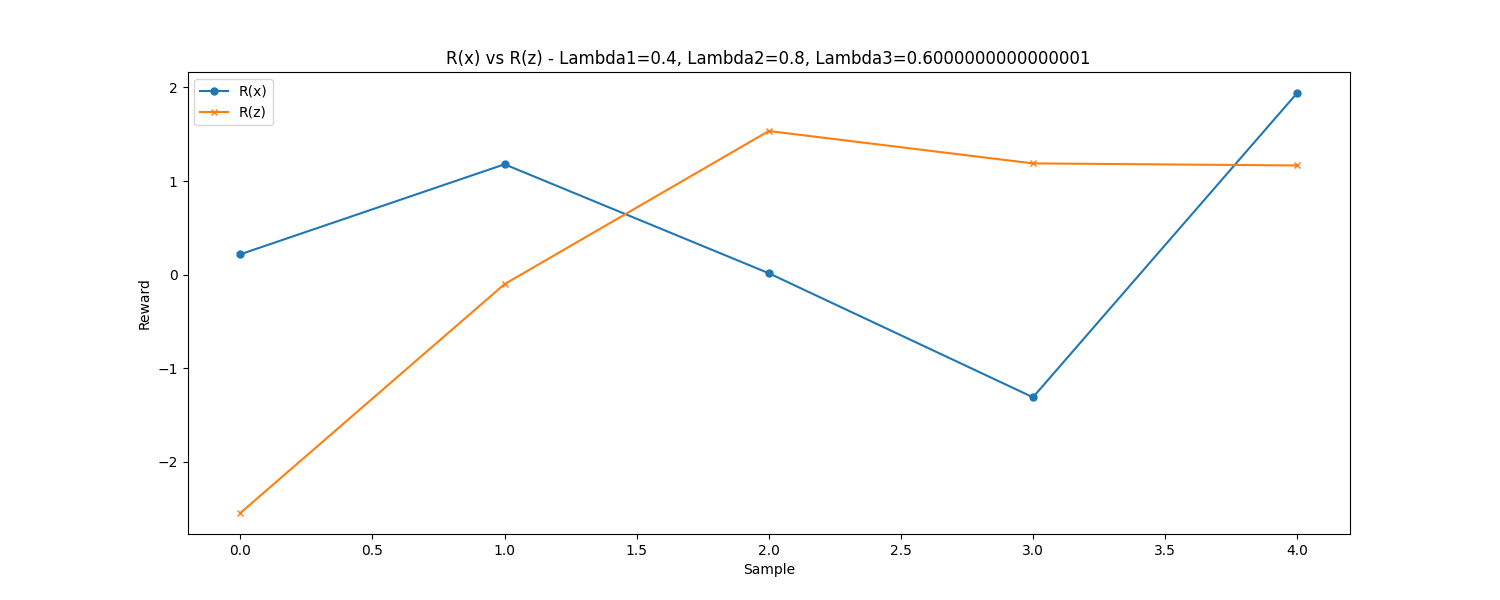 R(x) vs R(z) - Lambda1=0.4, Lambda2=0.8, Lambda3=0.6000000000000001
R(x)
R(z)
2
1
0
−1
−2
Reward
0.0 0.5 1.0 1.5 2.0 2.5 3.0 3.5 4.0
Sample